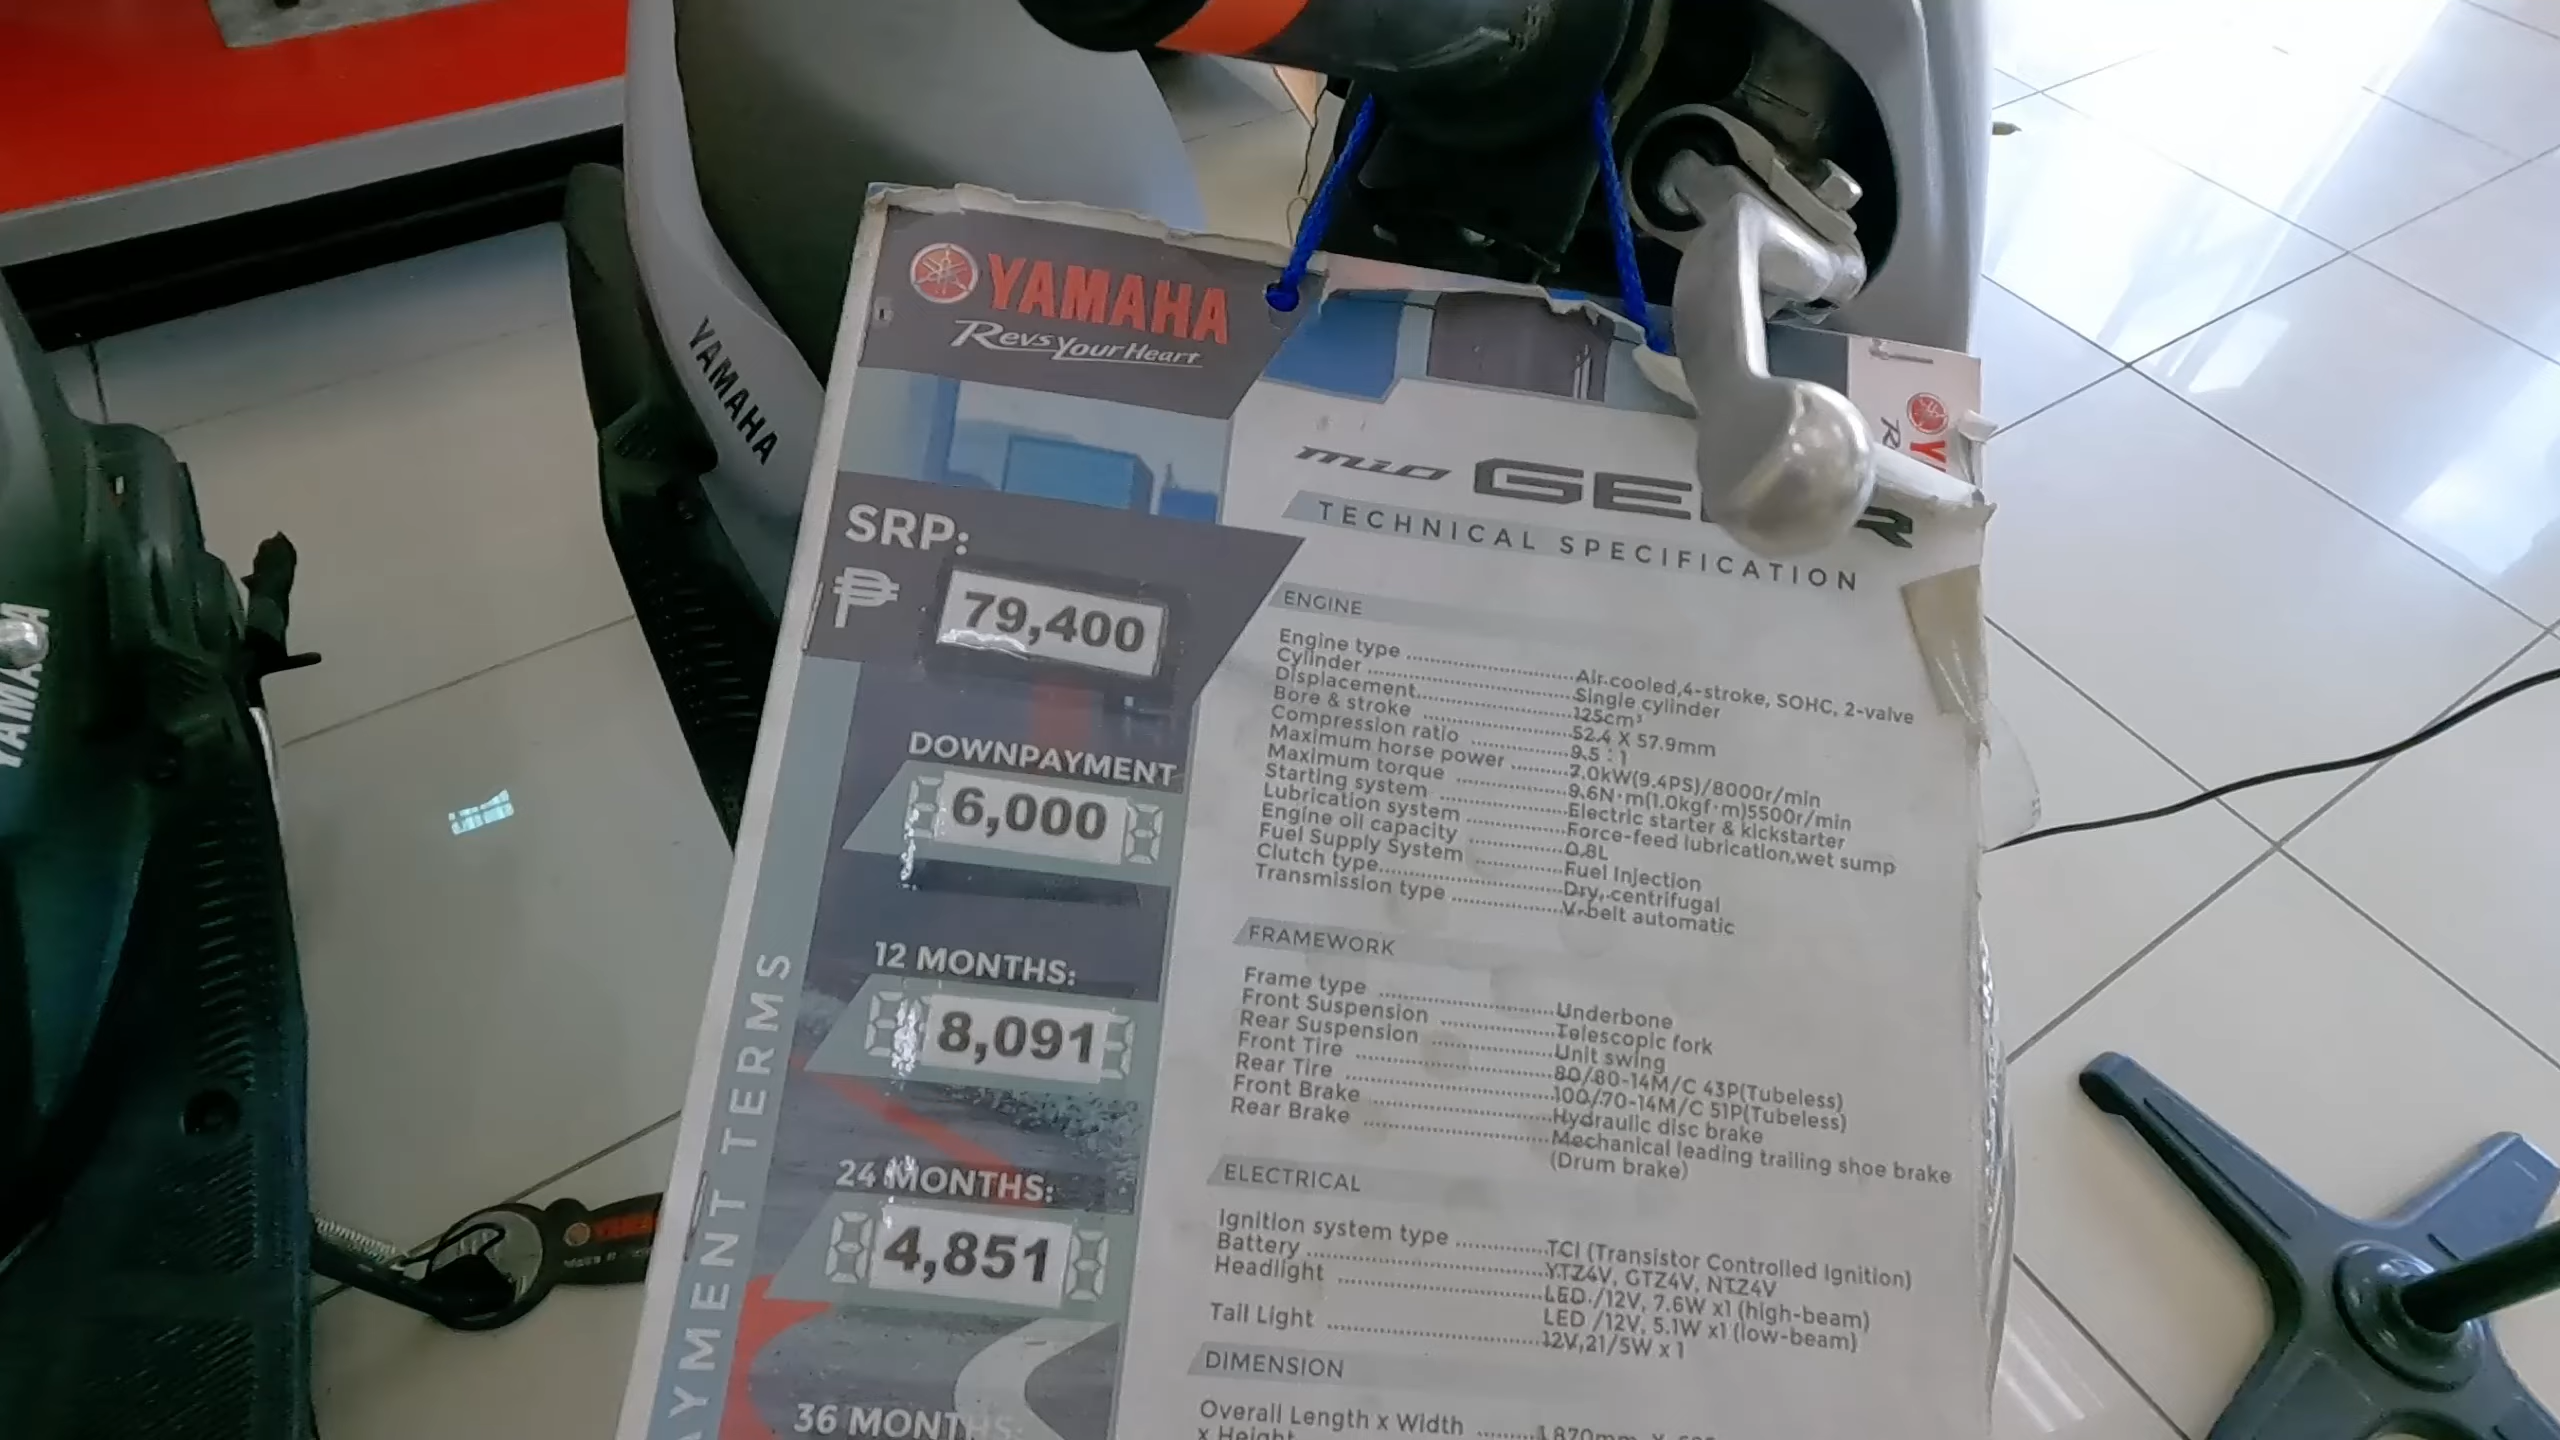 YAMAHA
YAMAHA
YAMAHA
Revs Your Heart
SRP:
₱ 79,400
DOWNPAYMENT
6,000
12 MONTHS:
8,091
24 MONTHS:
4,851
36 MONTHS:
PAYMENT TERMS
mio
TECHNICAL SPECIFICATION
ENGINE
Engine type ........ Air cooled,4-stroke, SOHC, 2-valve
Cylinder ........ Single cylinder
Displacement........ 125cm³
Bore & stroke ........ 52.4 X 57.9mm
Compression ratio ........ 9.5 : 1
Maximum horse power ........ 7.0kW(9.4PS)/8000r/min
Maximum torque ........ 9.6N·m(1.0kgf·m)5500r/min
Starting system ........ Electric starter & kickstarter
Lubrication system ........ Force-feed lubrication,wet sump
Engine oil capacity ........ 0.8L
Fuel Supply System ........ Fuel Injection
Clutch type........ Dry, centrifugal
Transmission type ........ V-belt automatic
FRAMEWORK
Frame type ........ Underbone
Front Suspension ........ Telescopic fork
Rear Suspension ........ Unit swing
Front Tire ........ 80/80-14M/C 43P(Tubeless)
Rear Tire ........ 100/70-14M/C 51P(Tubeless)
Front Brake ........ Hydraulic disc brake
Rear Brake ........ Mechanical leading trailing shoe brake
(Drum brake)
ELECTRICAL
Ignition system type ........ TCI (Transistor Controlled Ignition)
Battery ........ YTZ4V, GTZ4V, NTZ4V
Headlight ........ LED /12V, 7.6W x1 (high-beam)
LED /12V, 5.1W x1 (low-beam)
Tail Light ........ 12V,21/5W x 1
DIMENSION
Overall Length x Width ........ 1,870mm x
x Height